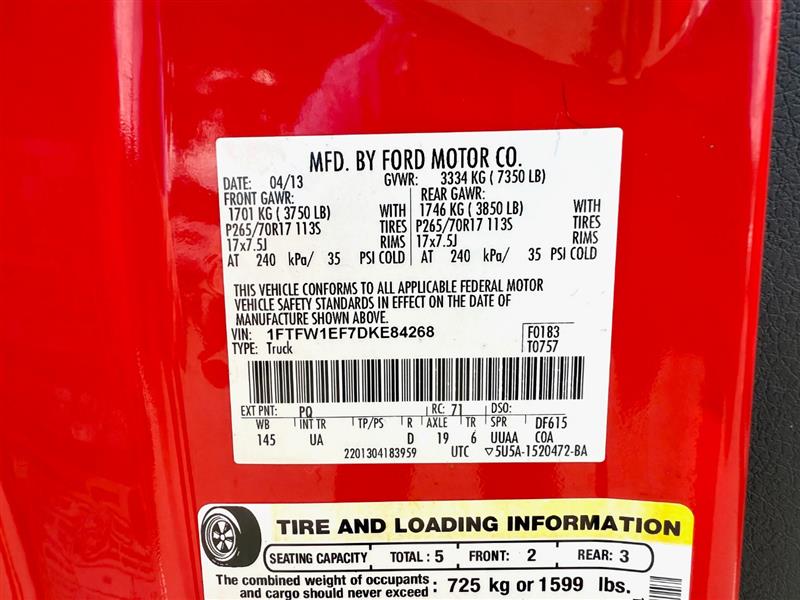 MFD. BY FORD MOTOR CO.
DATE: 04/13 GVWR: 3334 KG ( 7350 LB)
FRONT GAWR: REAR GAWR:
1701 KG ( 3750 LB) WITH 1746 KG ( 3850 LB) WITH
P265/70R17 113S TIRES P265/70R17 113S TIRES
17x7.5J RIMS 17x7.5J RIMS
AT 240 kPa/ 35 PSI COLD AT 240 kPa/ 35 PSI COLD
THIS VEHICLE CONFORMS TO ALL APPLICABLE FEDERAL MOTOR
VEHICLE SAFETY STANDARDS IN EFFECT ON THE DATE OF
MANUFACTURE SHOWN ABOVE.
VIN: 1FTFW1EF7DKE84268 F0183
TYPE: Truck T0757
EXT PNT: PQ RC: 71 DSO:
WB INT TR TP/PS R AXLE TR SPR DF615
145 UA D 19 6 UUAA COA
2201304183959 UTC ▽5U5A-1520472-BA
TIRE AND LOADING INFORMATION
SEATING CAPACITY TOTAL: 5 FRONT: 2 REAR: 3
The combined weight of occupants
and cargo should never exceed : 725 kg or 1599 lbs.